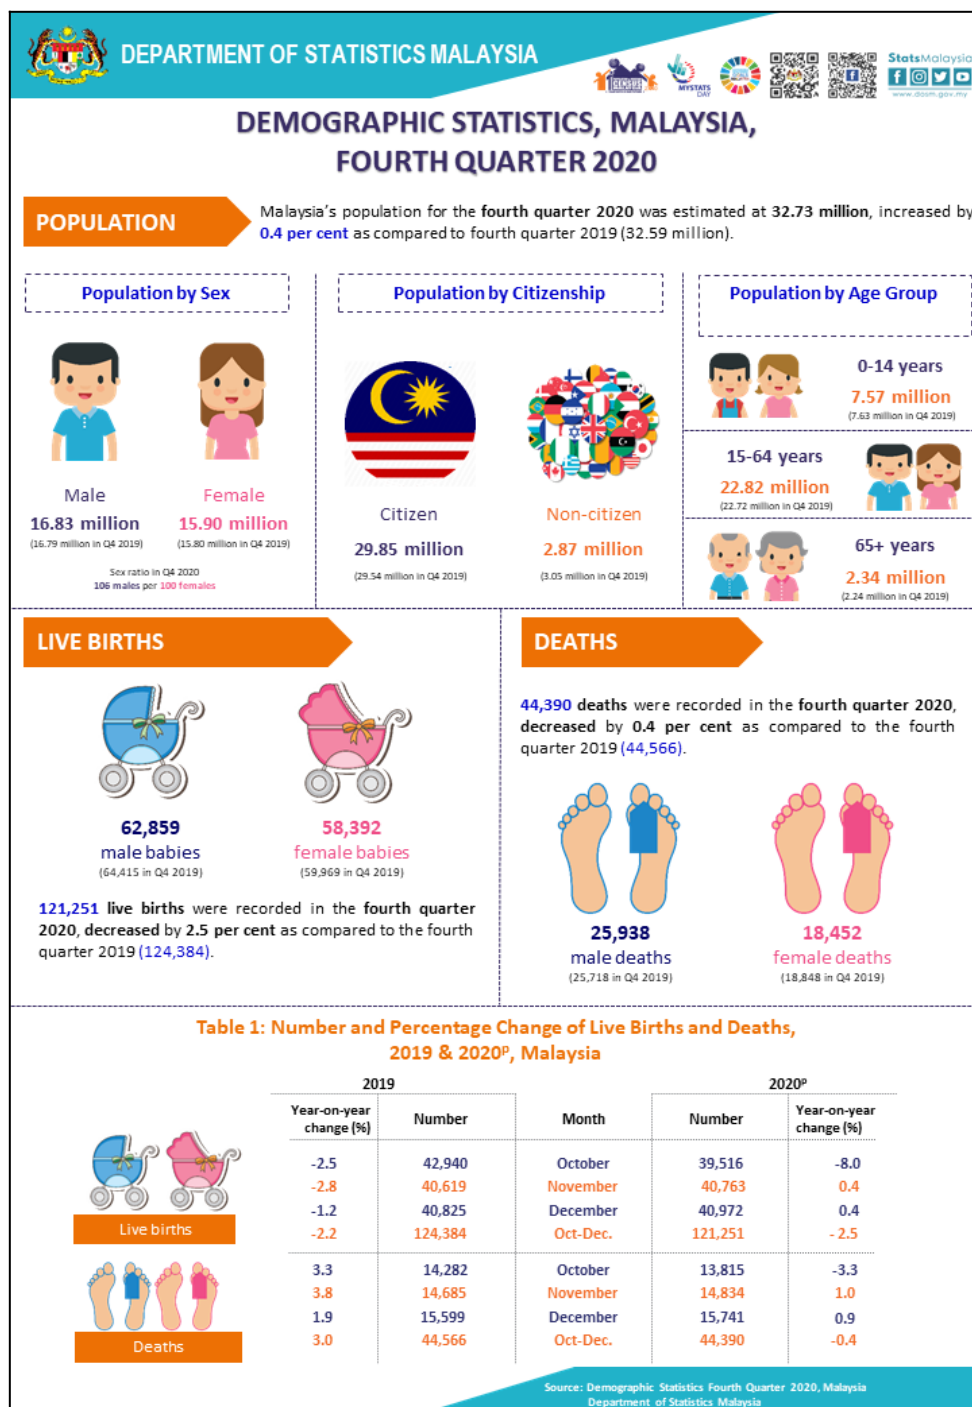 DEPARTMENT OF STATISTICS MALAYSIA
CENSUS
MYSTATS
DAY
StatsMalaysia
www.dosm.gov.my
DEMOGRAPHIC STATISTICS, MALAYSIA,
FOURTH QUARTER 2020
POPULATION
Malaysia's population for the fourth quarter 2020 was estimated at 32.73 million, increased by
0.4 per cent as compared to fourth quarter 2019 (32.59 million).
Population by Sex
Male
16.83 million
(16.79 million in Q4 2019)
Female
15.90 million
(15.80 million in Q4 2019)
Sex ratio in Q4 2020
106 males per 100 females
Population by Citizenship
Citizen
29.85 million
(29.54 million in Q4 2019)
Non-citizen
2.87 million
(3.05 million in Q4 2019)
Population by Age Group
0-14 years
7.57 million
(7.63 million in Q4 2019)
15-64 years
22.82 million
(22.72 million in Q4 2019)
65+ years
2.34 million
(2.24 million in Q4 2019)
LIVE BIRTHS
62,859
male babies
(64,415 in Q4 2019)
58,392
female babies
(59,969 in Q4 2019)
121,251 live births were recorded in the fourth quarter
2020, decreased by 2.5 per cent as compared to the fourth
quarter 2019 (124,384).
DEATHS
44,390 deaths were recorded in the fourth quarter 2020,
decreased by 0.4 per cent as compared to the fourth
quarter 2019 (44,566).
25,938
male deaths
(25,718 in Q4 2019)
18,452
female deaths
(18,848 in Q4 2019)
Table 1: Number and Percentage Change of Live Births and Deaths,
2019 & 2020ᵖ, Malaysia
2019 2020ᵖ
Year-on-year change (%) Number Month Number Year-on-year change (%)
-2.5 42,940 October 39,516 -8.0
-2.8 40,619 November 40,763 0.4
-1.2 40,825 December 40,972 0.4
-2.2 124,384 Oct-Dec. 121,251 - 2.5
Live births
3.3 14,282 October 13,815 -3.3
3.8 14,685 November 14,834 1.0
1.9 15,599 December 15,741 0.9
3.0 44,566 Oct-Dec. 44,390 -0.4
Deaths
Source: Demographic Statistics Fourth Quarter 2020, Malaysia
Department of Statistics Malaysia